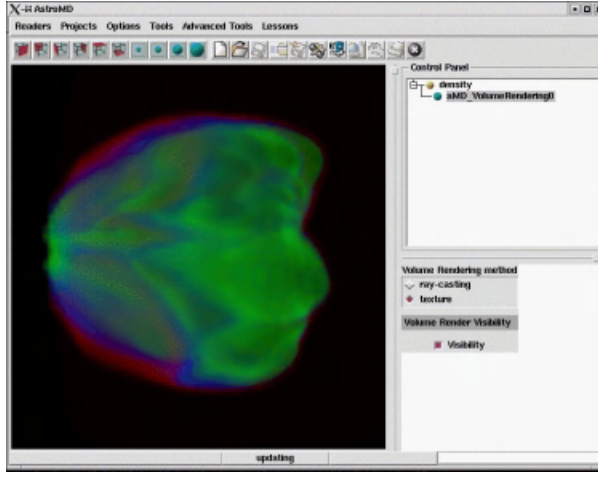 AstroMD
Readers Projects Options Tools Advanced Tools Lessons
Control Panel
density
aMD_VolumeRendering0
Volume Rendering method
ray-casting
texture
Volume Render Visibility
Visibility
updating